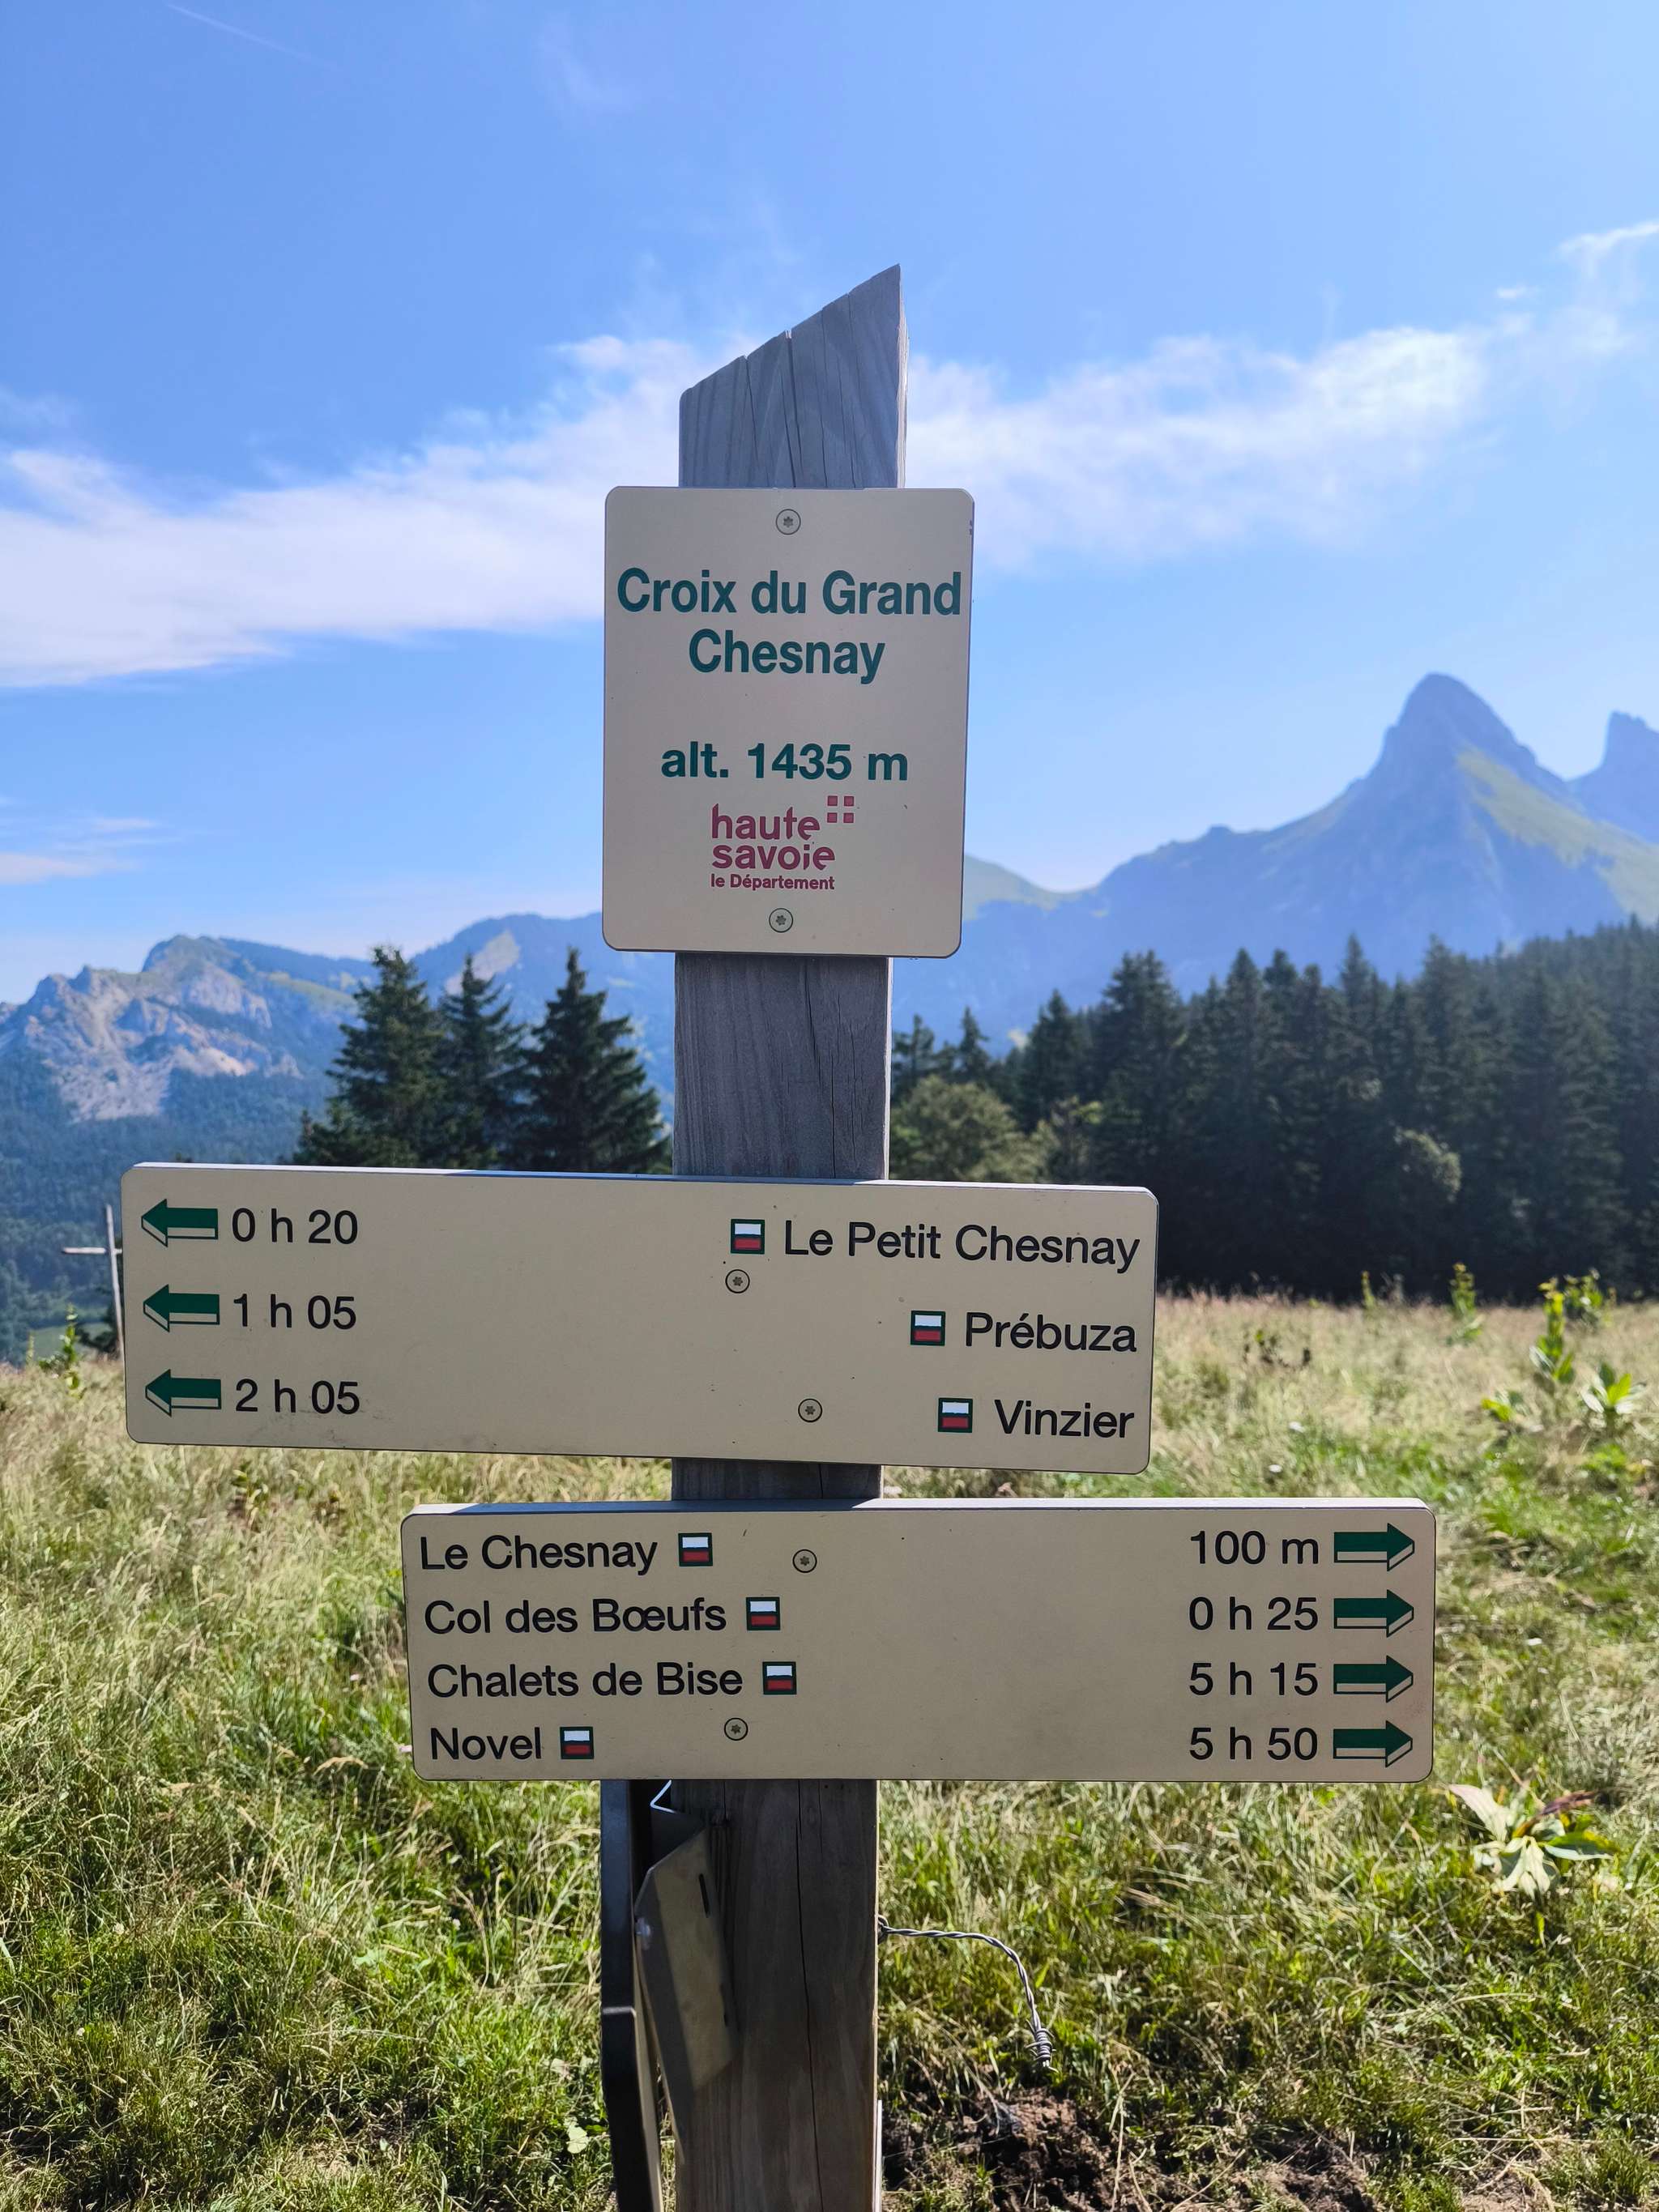 Croix du Grand
Chesnay
alt. 1435 m
haute
savoie
le Département
0 h 20 Le Petit Chesnay
1 h 05 Prébuza
2 h 05 Vinzier
Le Chesnay 100 m
Col des Bœufs 0 h 25
Chalets de Bise 5 h 15
Novel 5 h 50